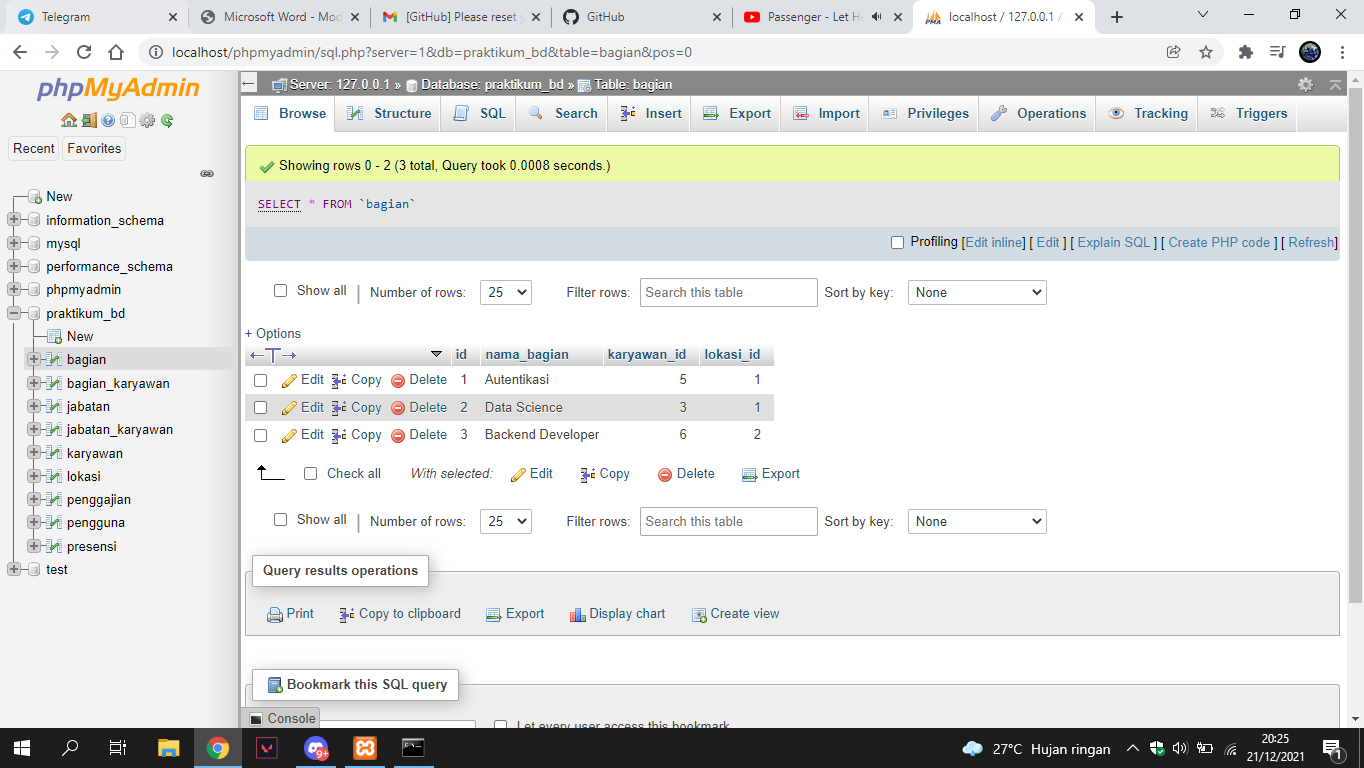 Telegram
Microsoft Word - Mod
[GitHub] Please reset y
GitHub
Passenger - Let He
localhost / 127.0.0.1 /
localhost/phpmyadmin/sql.php?server=1&db=praktikum_bd&table=bagian&pos=0
phpMyAdmin
Recent Favorites
New
information_schema
mysql
performance_schema
phpmyadmin
praktikum_bd
New
bagian
bagian_karyawan
jabatan
jabatan_karyawan
karyawan
lokasi
penggajian
pengguna
presensi
test
Server: 127.0.0.1 » Database: praktikum_bd » Table: bagian
Browse Structure SQL Search Insert Export Import Privileges Operations Tracking Triggers
Showing rows 0 - 2 (3 total, Query took 0.0008 seconds.)
SELECT * FROM `bagian`
Profiling [Edit inline] [ Edit ] [ Explain SQL ] [ Create PHP code ] [ Refresh]
Show all | Number of rows: 25 Filter rows: Search this table Sort by key: None
+ Options
←T→ id nama_bagian karyawan_id lokasi_id
Edit Copy Delete 1 Autentikasi 5 1
Edit Copy Delete 2 Data Science 3 1
Edit Copy Delete 3 Backend Developer 6 2
Check all With selected: Edit Copy Delete Export
Show all | Number of rows: 25 Filter rows: Search this table Sort by key: None
Query results operations
Print Copy to clipboard Export Display chart Create view
Bookmark this SQL query
Console
Let every user access this bookmark
9+
27°C Hujan ringan
20:25
21/12/2021
1